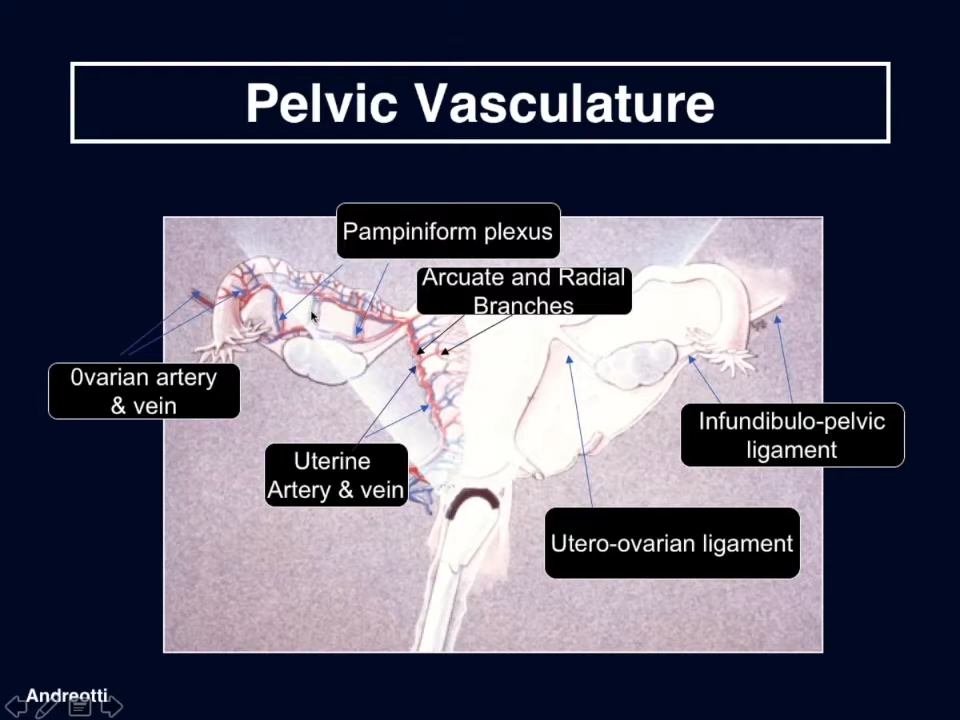 Pelvic Vasculature
Pampiniform plexus
Arcuate and Radial
Branches
0varian artery
& vein
Infundibulo-pelvic
ligament
Uterine
Artery & vein
Utero-ovarian ligament
Andreotti